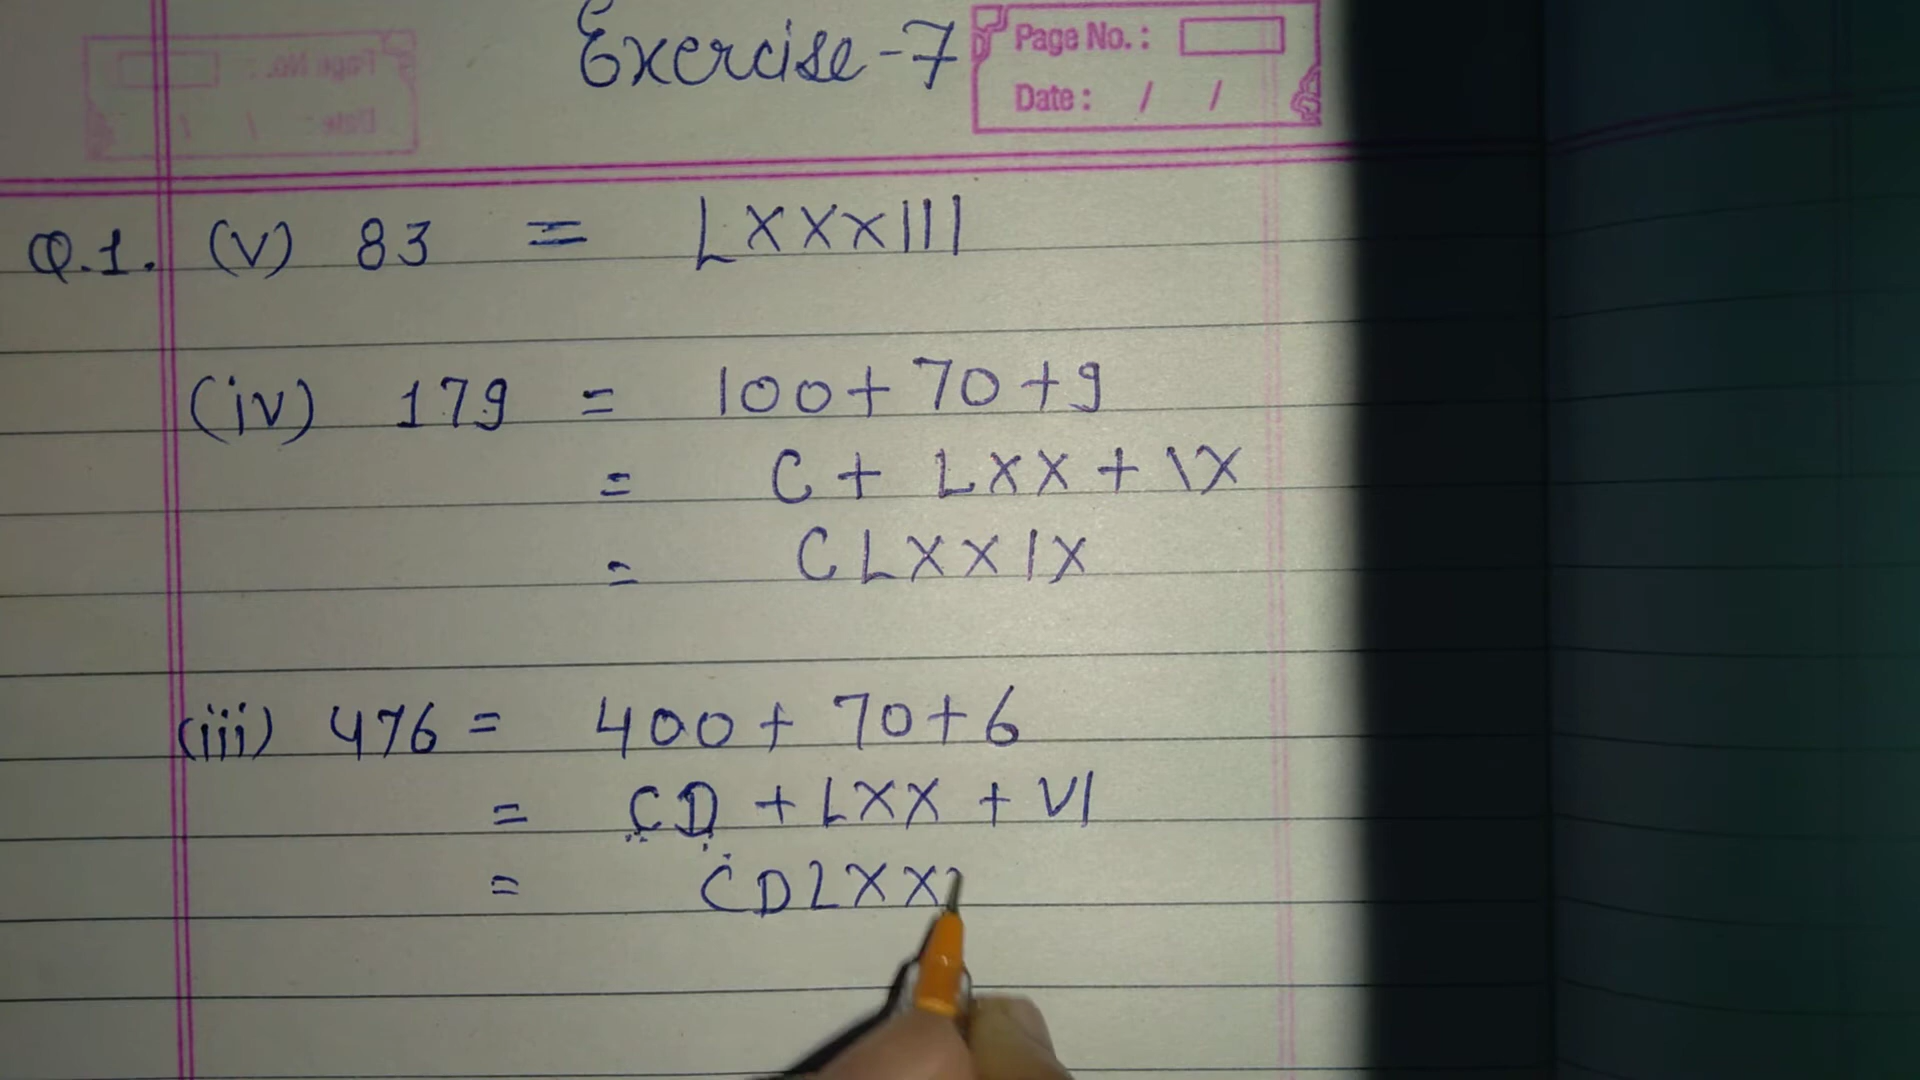 Exercise-7
Page No. :
Date : / /
Q.1. (V) 83 = LXXXIII
(iv) 179 = 100+ 70 +9
= C + LXX + IX
= CLXXIX
(iii) 476 = 400 + 70+6
= CD + LXX + VI
= CDLXX